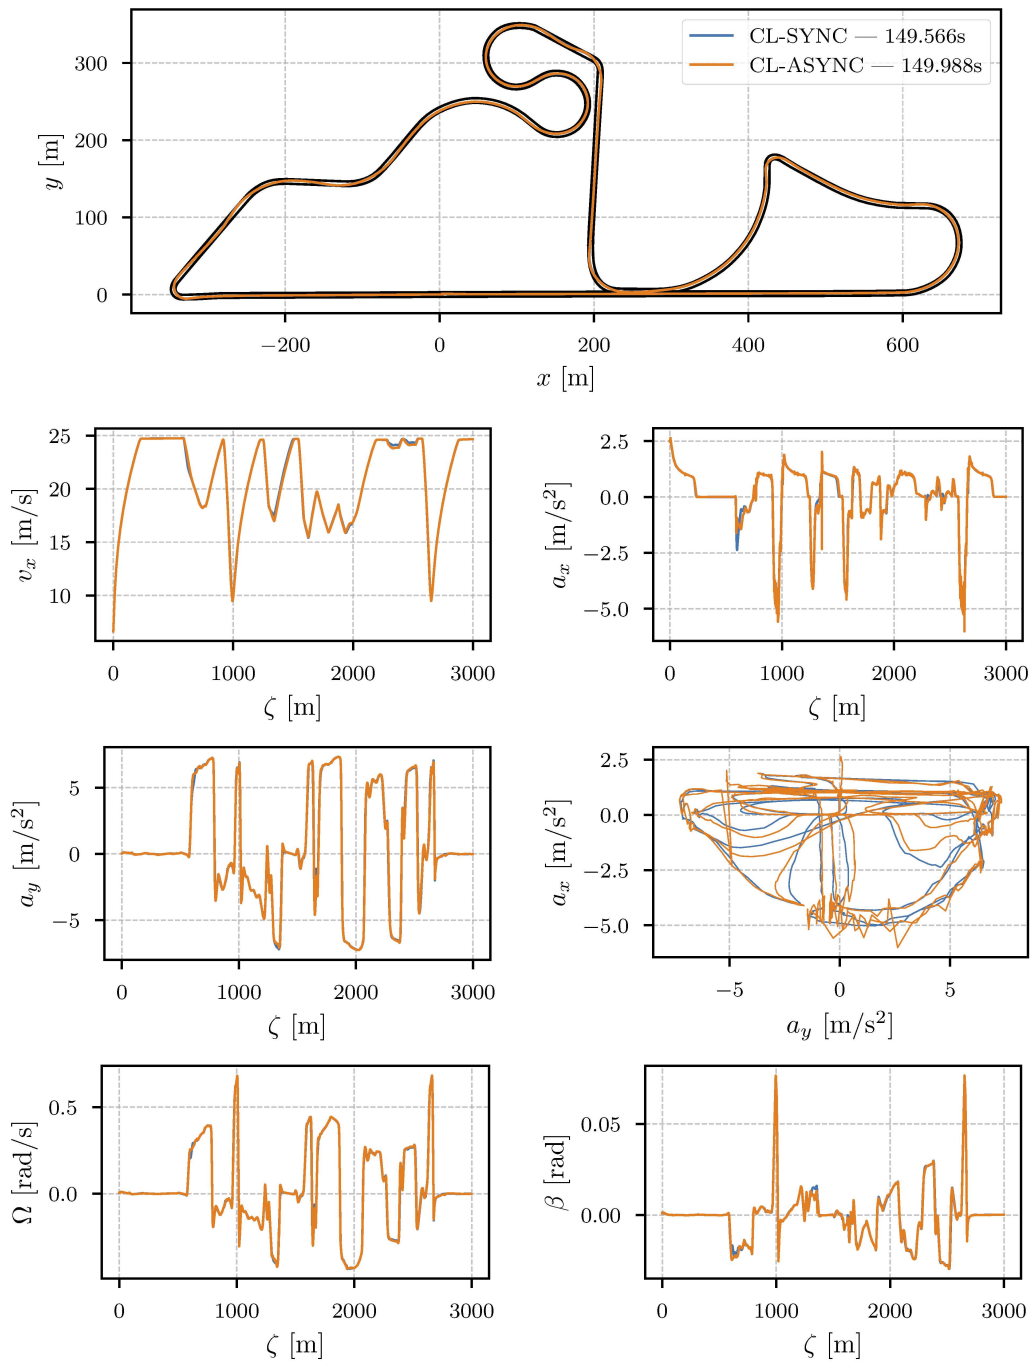 CL-SYNC — 149.566s
CL-ASYNC — 149.988s
300
200
100
0
y [m]
−200 0 200 400 600
x [m]
25
20
15
10
v_x [m/s]
0 1000 2000 3000
ζ [m]
2.5
0.0
−2.5
−5.0
a_x [m/s²]
0 1000 2000 3000
ζ [m]
5
0
−5
a_y [m/s²]
0 1000 2000 3000
ζ [m]
2.5
0.0
−2.5
−5.0
a_x [m/s²]
−5 0 5
a_y [m/s²]
0.5
0.0
Ω [rad/s]
0 1000 2000 3000
ζ [m]
0.05
0.00
β [rad]
0 1000 2000 3000
ζ [m]